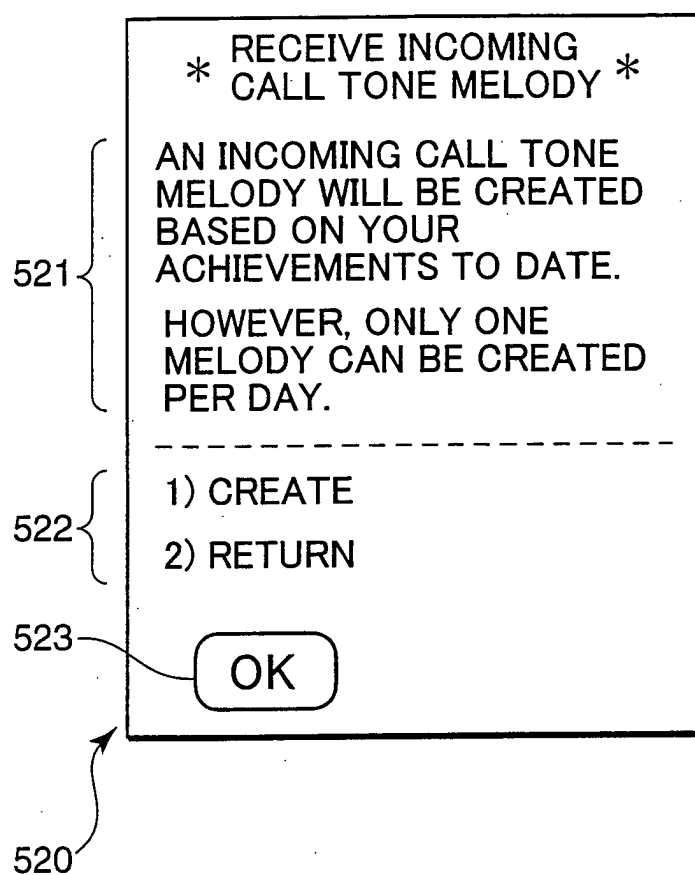 * RECEIVE INCOMING
CALL TONE MELODY *
AN INCOMING CALL TONE
MELODY WILL BE CREATED
BASED ON YOUR
ACHIEVEMENTS TO DATE.
521
HOWEVER, ONLY ONE
MELODY CAN BE CREATED
PER DAY.
1) CREATE
522
2) RETURN
523
OK
520